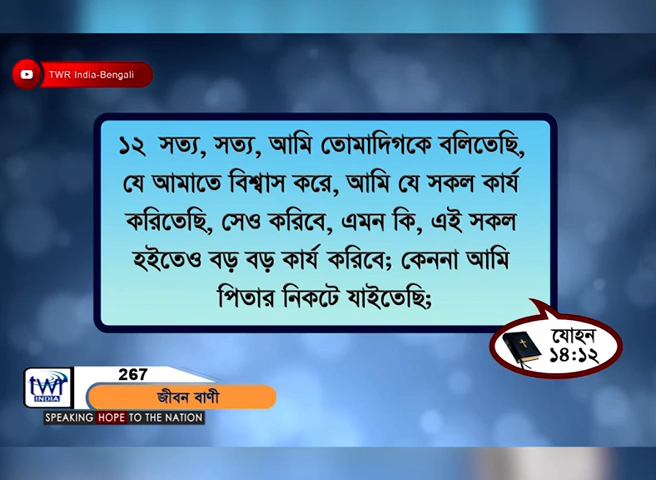 TWR India-Bengali
১২ সত্য, সত্য, আমি তোমাদিগকে বলিতেছি,
যে আমাতে বিশ্বাস করে, আমি যে সকল কার্য
করিতেছি, সেও করিবে, এমন কি, এই সকল
হইতেও বড় বড় কার্য করিবে; কেননা আমি
পিতার নিকটে যাইতেছি;
যোহন
১৪:১২
twr
INDIA
267
জীবন বাণী
SPEAKING HOPE TO THE NATION